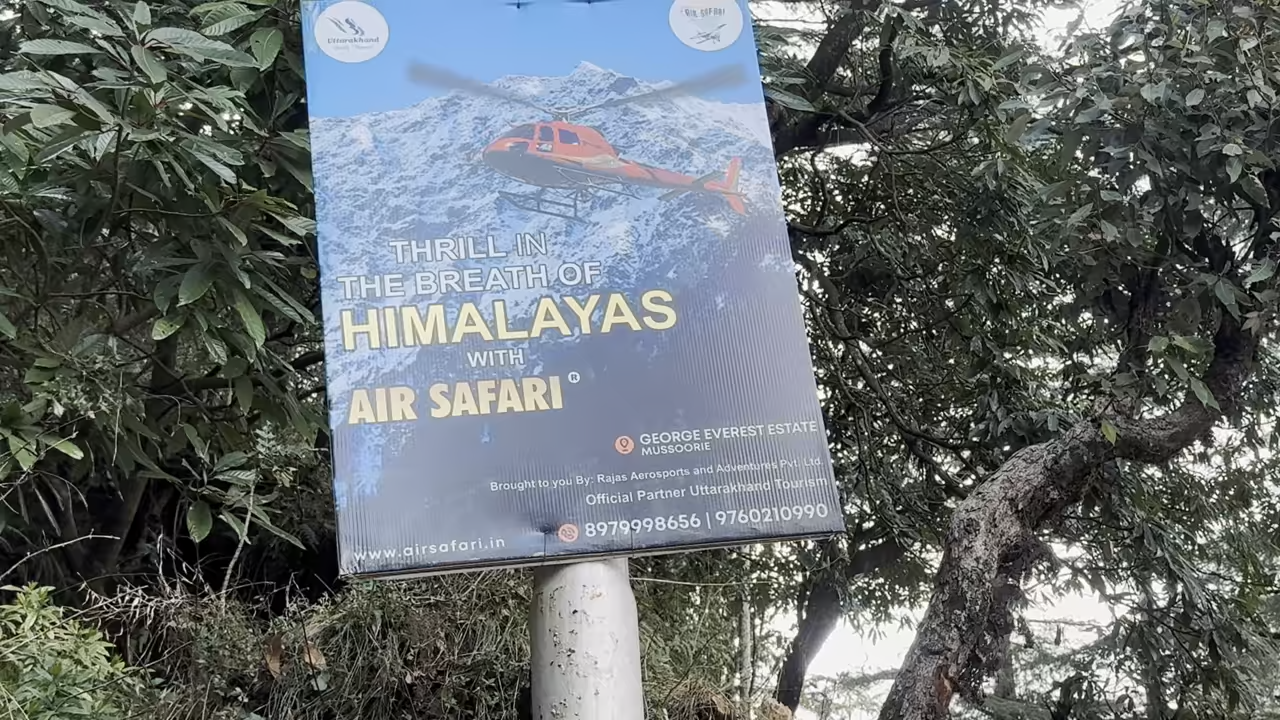 Uttarakhand
AIR SAFARI
THRILL IN
THE BREATH OF
HIMALAYAS
WITH
AIR SAFARI®
GEORGE EVEREST ESTATE
MUSSOORIE
Brought to you By: Rajas Aerosports and Adventures Pvt. Ltd.
Official Partner Uttarakhand Tourism
8979998656 | 9760210990
www.airsafari.in